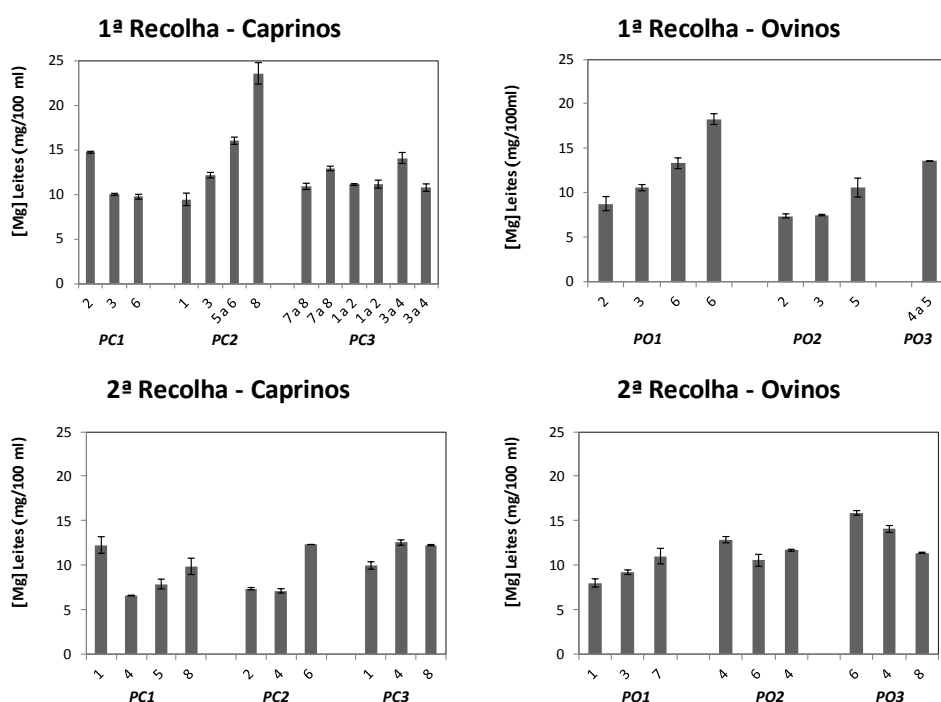 1ª Recolha - Caprinos
[Mg] Leites (mg/100 ml)
25
20
15
10
5
0
2 3 6 1 3 5 a 6 8 7 a 8 7 a 8 1 a 2 1 a 2 3 a 4 3 a 4
PC1 PC2 PC3
1ª Recolha - Ovinos
[Mg] Leites (mg/100ml)
25
20
15
10
5
0
2 3 6 6 2 3 5 4 a 5
PO1 PO2 PO3
2ª Recolha - Caprinos
[Mg] Leites (mg/100 ml)
25
20
15
10
5
0
1 4 5 8 2 4 6 1 4 8
PC1 PC2 PC3
2ª Recolha - Ovinos
[Mg] Leites (mg/100 ml)
25
20
15
10
5
0
1 3 7 4 6 4 6 4 8
PO1 PO2 PO3